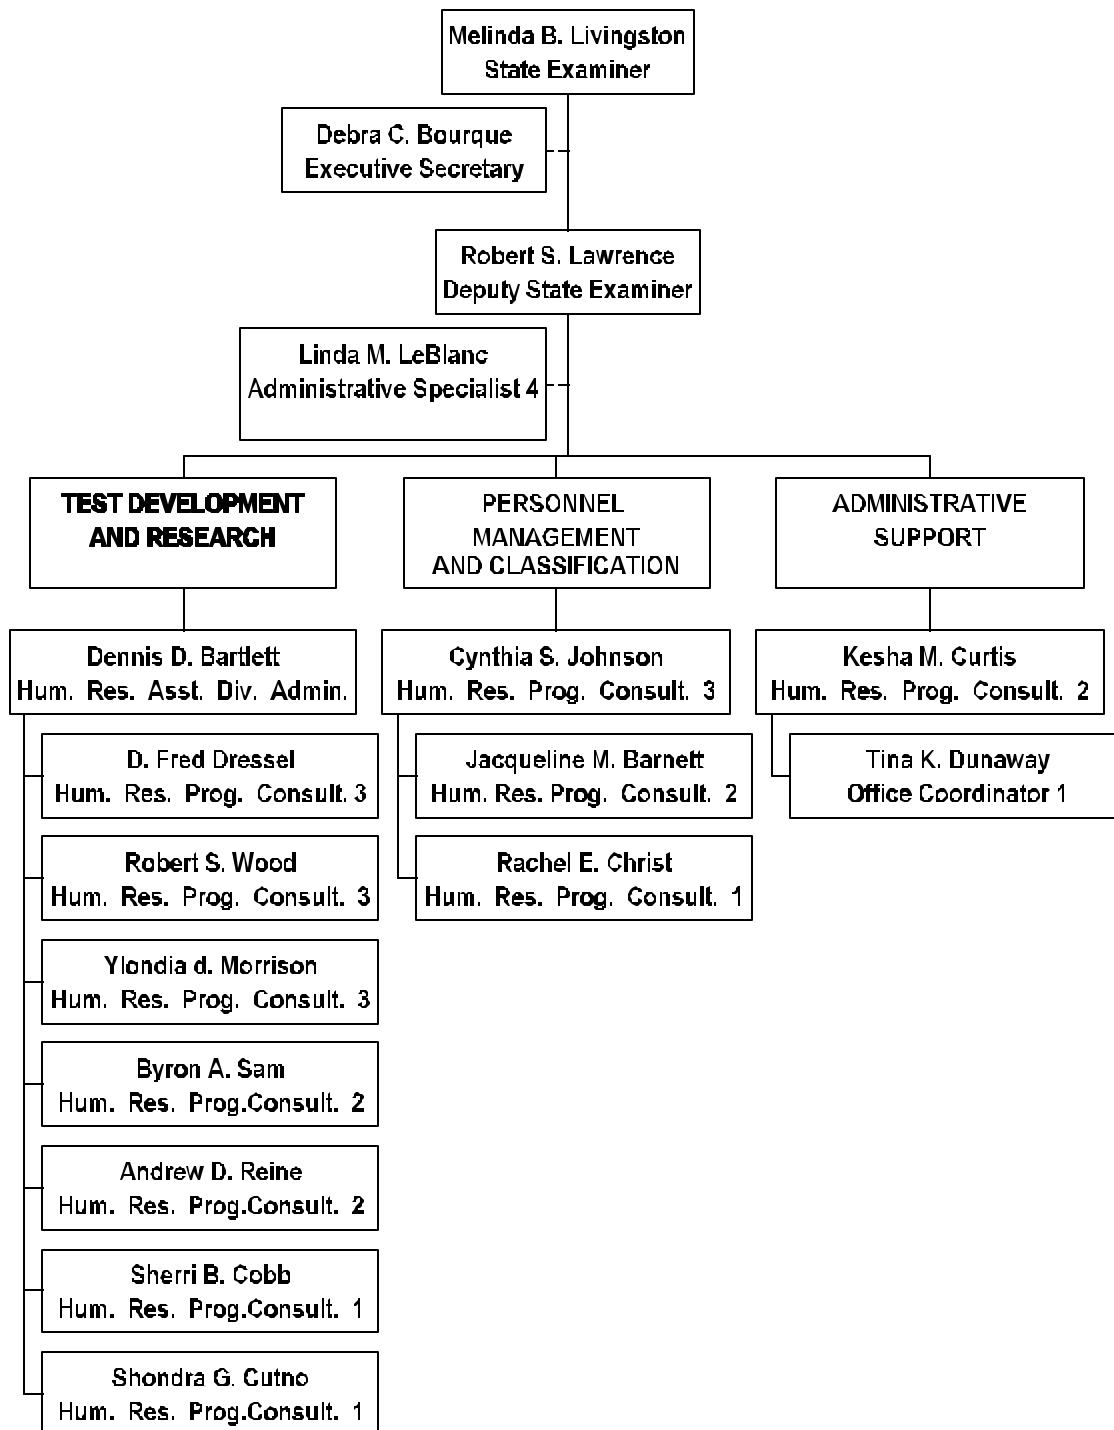 Melinda B. Livingston
State Examiner
Debra C. Bourque
Executive Secretary
Robert S. Lawrence
Deputy State Examiner
Linda M. LeBlanc
Administrative Specialist 4
TEST DEVELOPMENT
AND RESEARCH
PERSONNEL
MANAGEMENT
AND CLASSIFICATION
ADMINISTRATIVE
SUPPORT
Dennis D. Bartlett
Hum. Res. Asst. Div. Admin.
D. Fred Dressel
Hum. Res. Prog. Consult. 3
Robert S. Wood
Hum. Res. Prog. Consult. 3
Ylondia d. Morrison
Hum. Res. Prog. Consult. 3
Byron A. Sam
Hum. Res. Prog.Consult. 2
Andrew D. Reine
Hum. Res. Prog.Consult. 2
Sherri B. Cobb
Hum. Res. Prog.Consult. 1
Shondra G. Cutno
Hum. Res. Prog.Consult. 1
Cynthia S. Johnson
Hum. Res. Prog. Consult. 3
Jacqueline M. Barnett
Hum. Res. Prog. Consult. 2
Rachel E. Christ
Hum. Res. Prog. Consult. 1
Kesha M. Curtis
Hum. Res. Prog. Consult. 2
Tina K. Dunaway
Office Coordinator 1